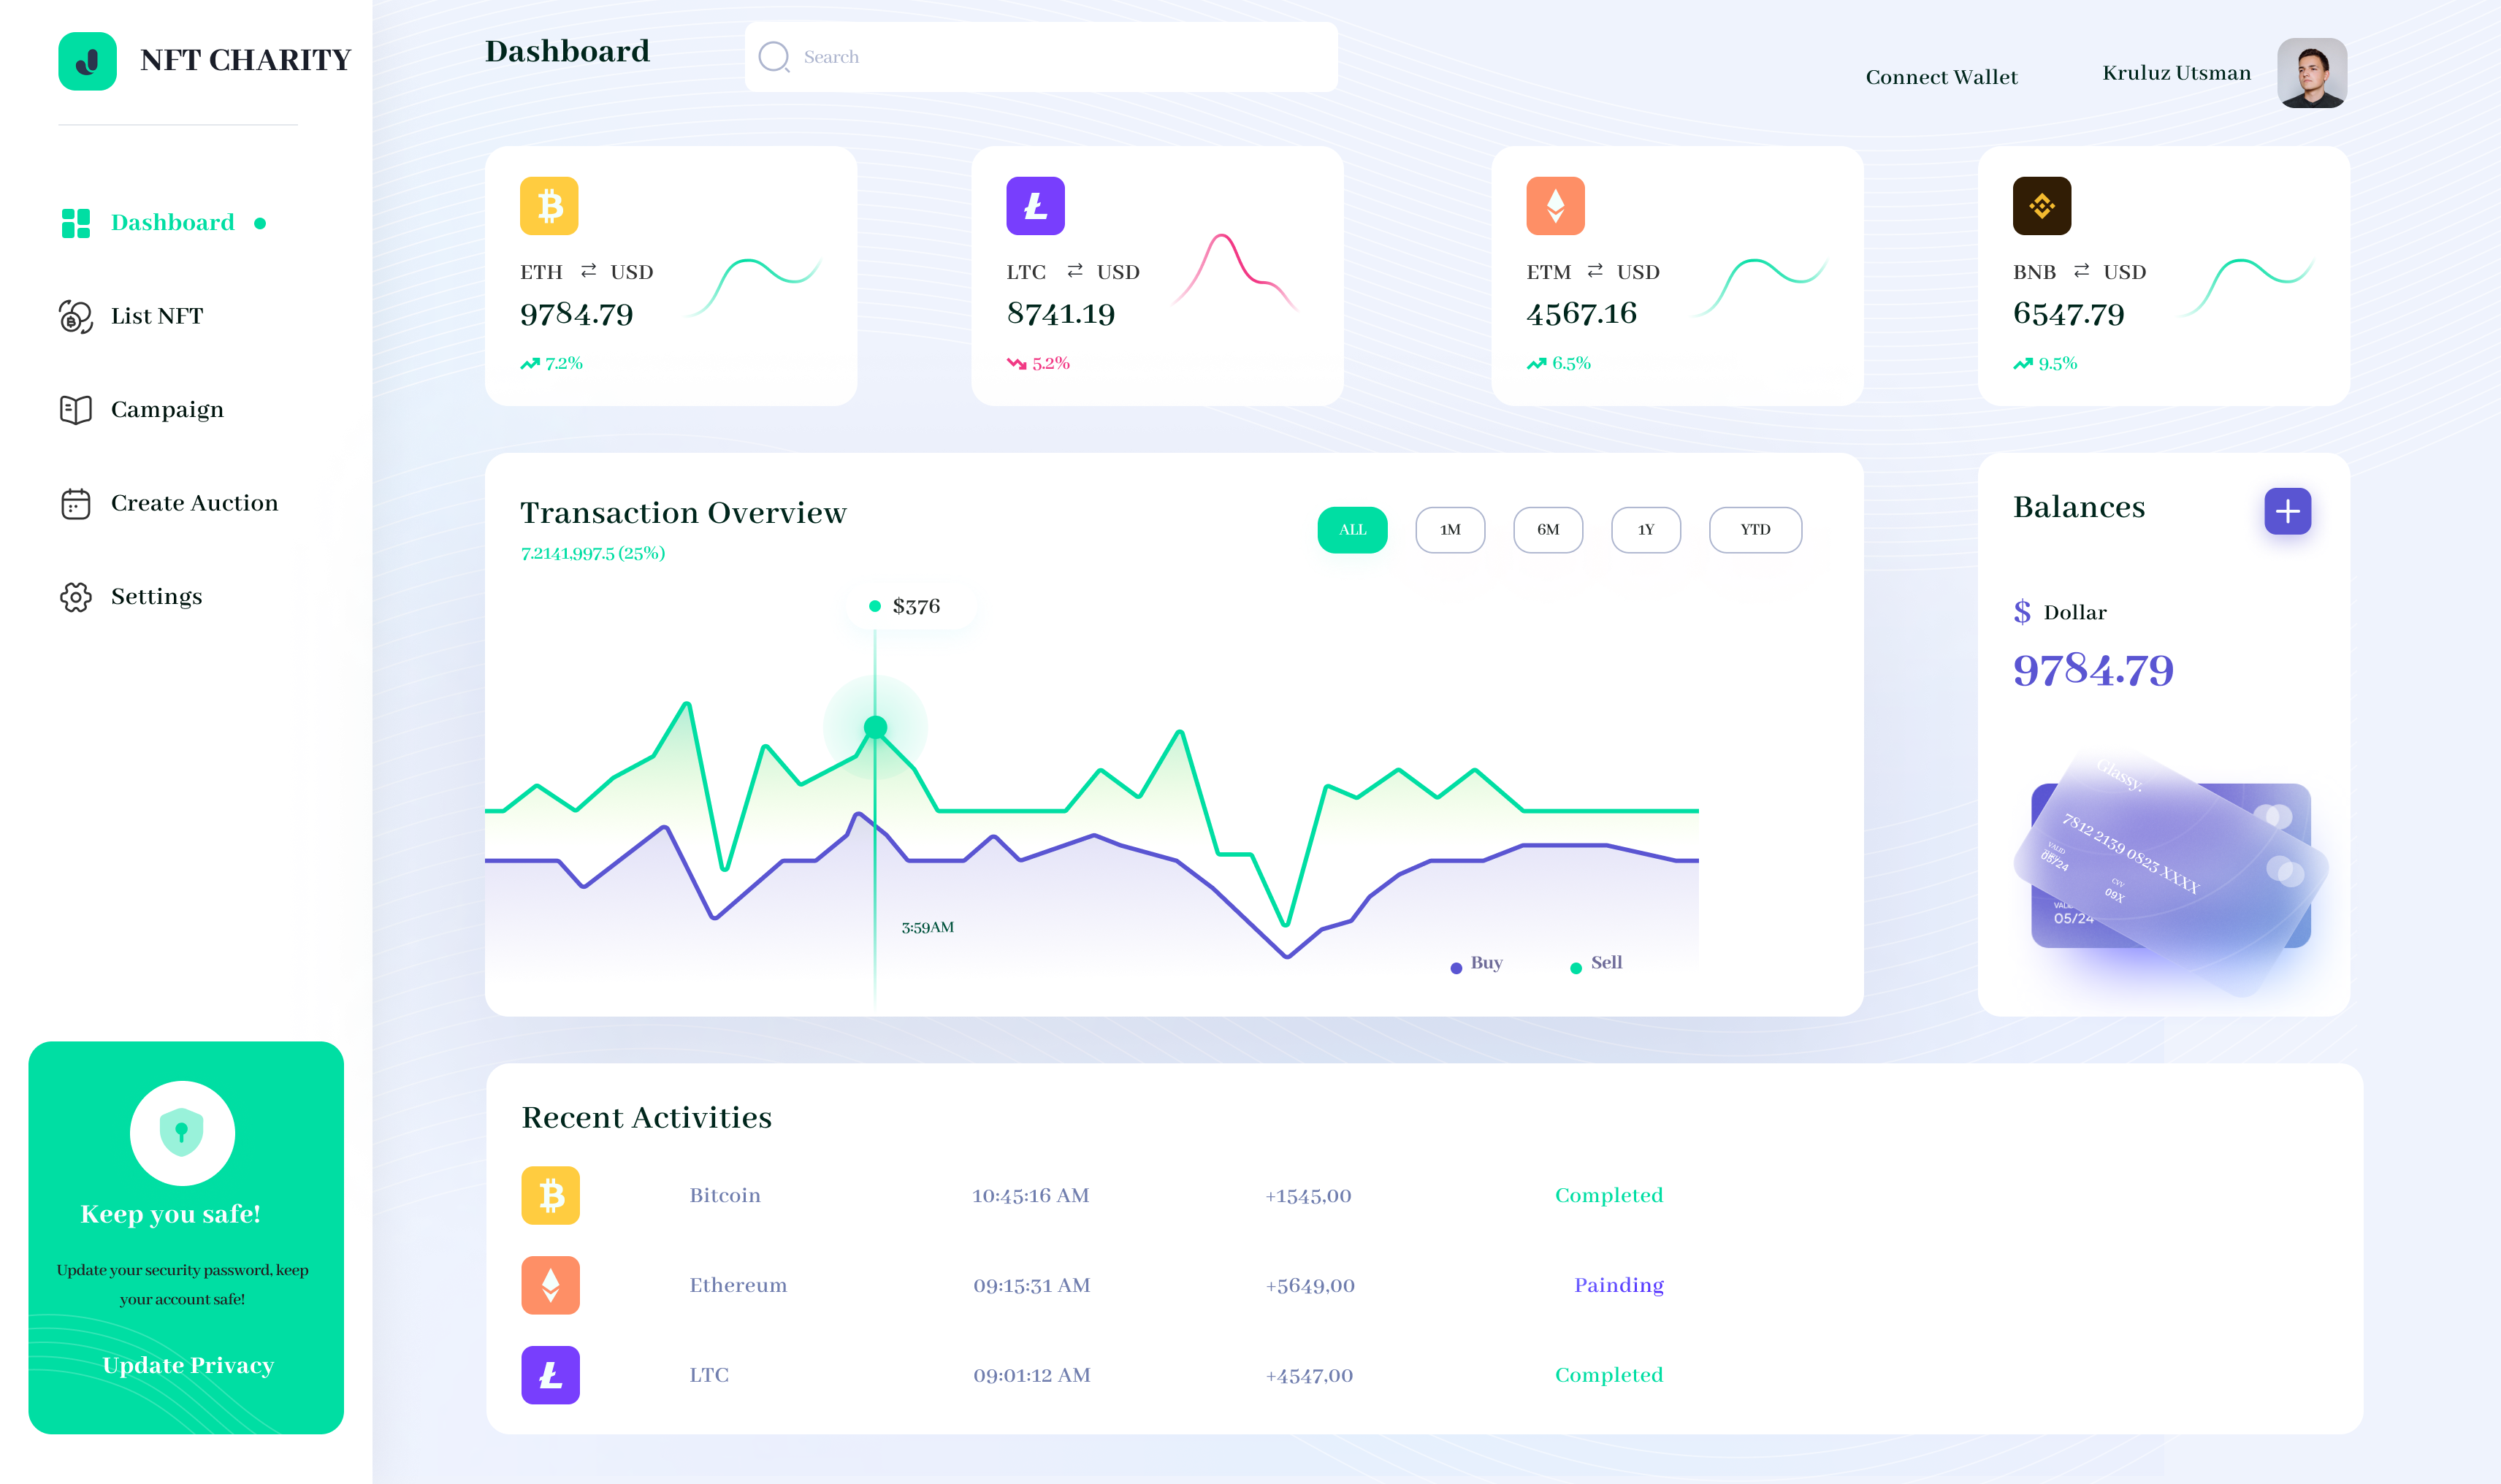 NFT CHARITY
Dashboard
Search
Connect Wallet
Kruluz Utsman
Dashboard
List NFT
Campaign
Create Auction
Settings
ETH USD
9784.79
7.2%
LTC USD
8741.19
5.2%
ETM USD
4567.16
6.5%
BNB USD
6547.79
9.5%
Transaction Overview
7.2141,997.5 (25%)
ALL
1M
6M
1Y
YTD
$376
3:59AM
Buy
Sell
Balances
$ Dollar
9784.79
Glassy.
7812 2139 0823 XXXX
VALID
05/24
CVV
09X
05/24
Keep you safe!
Update your security password, keep
your account safe!
Update Privacy
Recent Activities
Bitcoin 10:45:16 AM +1545,00 Completed
Ethereum 09:15:31 AM +5649,00 Painding
LTC 09:01:12 AM +4547,00 Completed